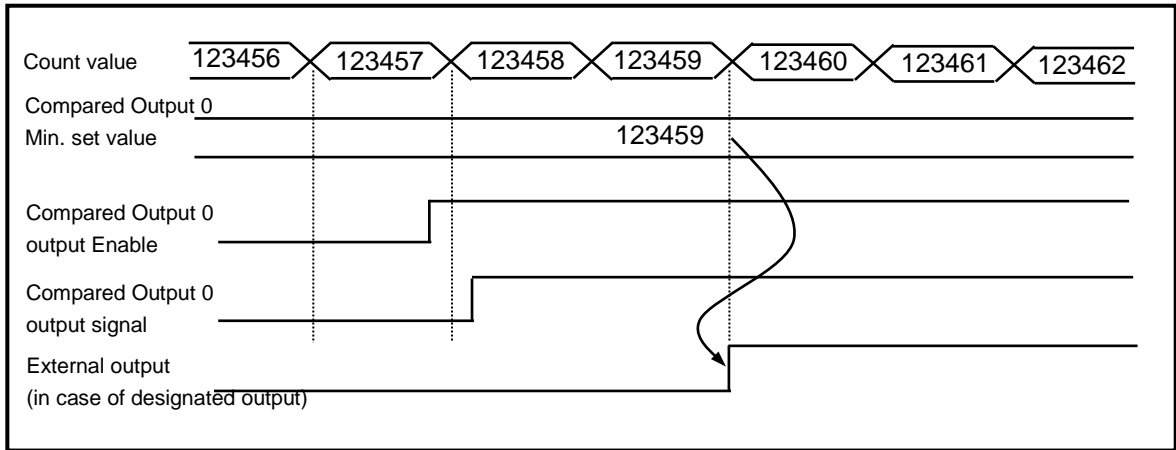 Count value 123456 123457 123458 123459 123460 123461 123462
Compared Output 0
Min. set value 123459
Compared Output 0
output Enable
Compared Output 0
output signal
External output
(in case of designated output)